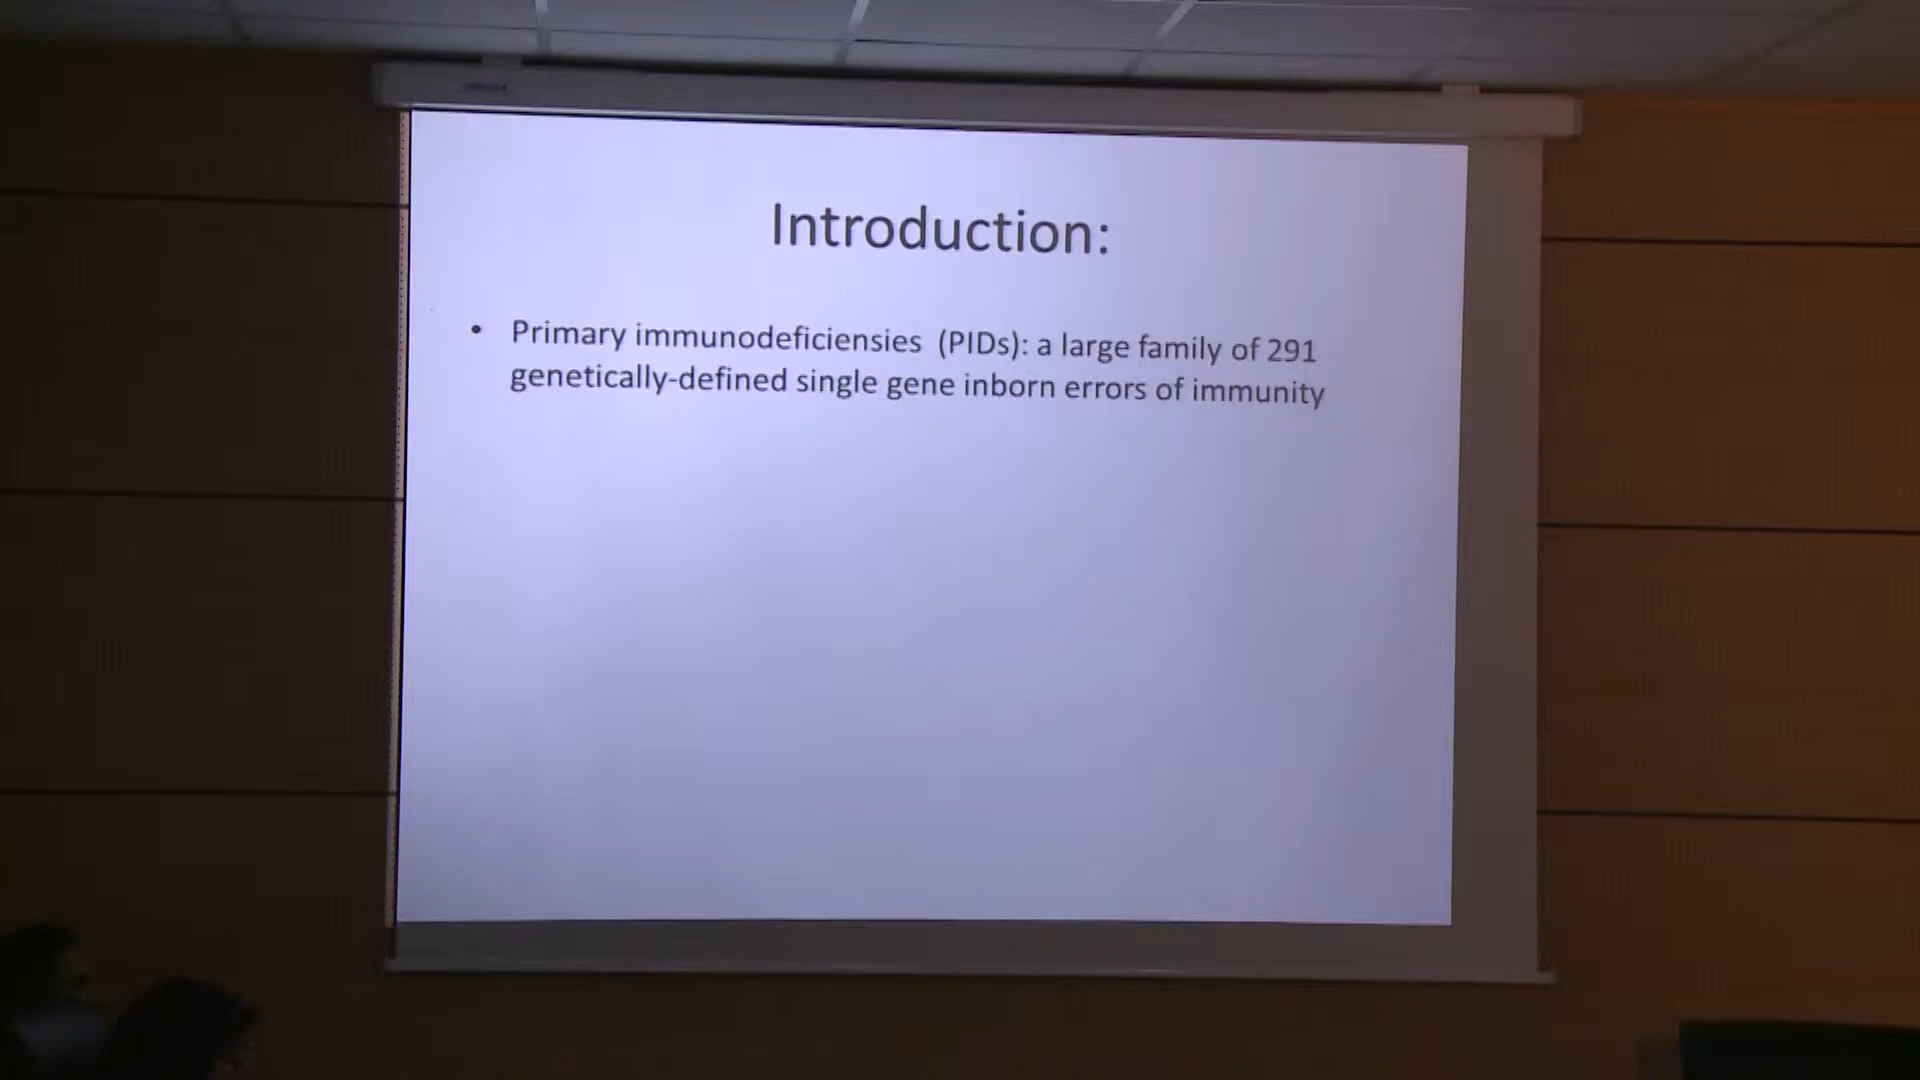 Introduction:
• Primary immunodeficiensies (PIDs): a large family of 291
genetically-defined single gene inborn errors of immunity